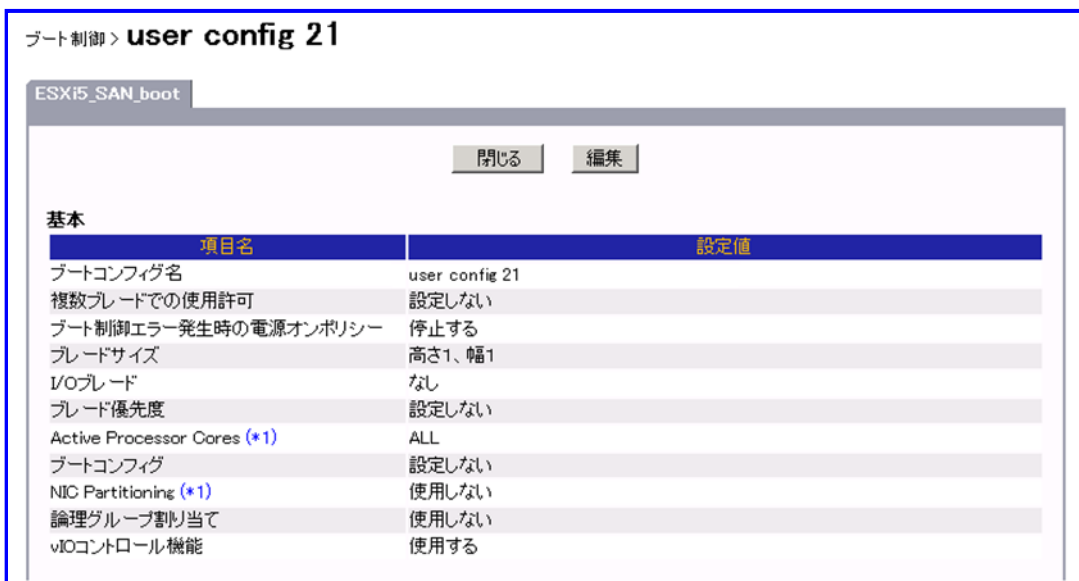 ブート制御> user config 21
ESXi5_SAN_boot
閉じる 編集
基本
項目名 設定値
ブートコンフィグ名 user config 21
複数ブレードでの使用許可 設定しない
ブート制御エラー発生時の電源オンポリシー 停止する
ブレードサイズ 高さ1、幅1
I/Oブレード なし
ブレード優先度 設定しない
Active Processor Cores (*1) ALL
ブートコンフィグ 設定しない
NIC Partitioning (*1) 使用しない
論理グループ割り当て 使用しない
vIOコントロール機能 使用する